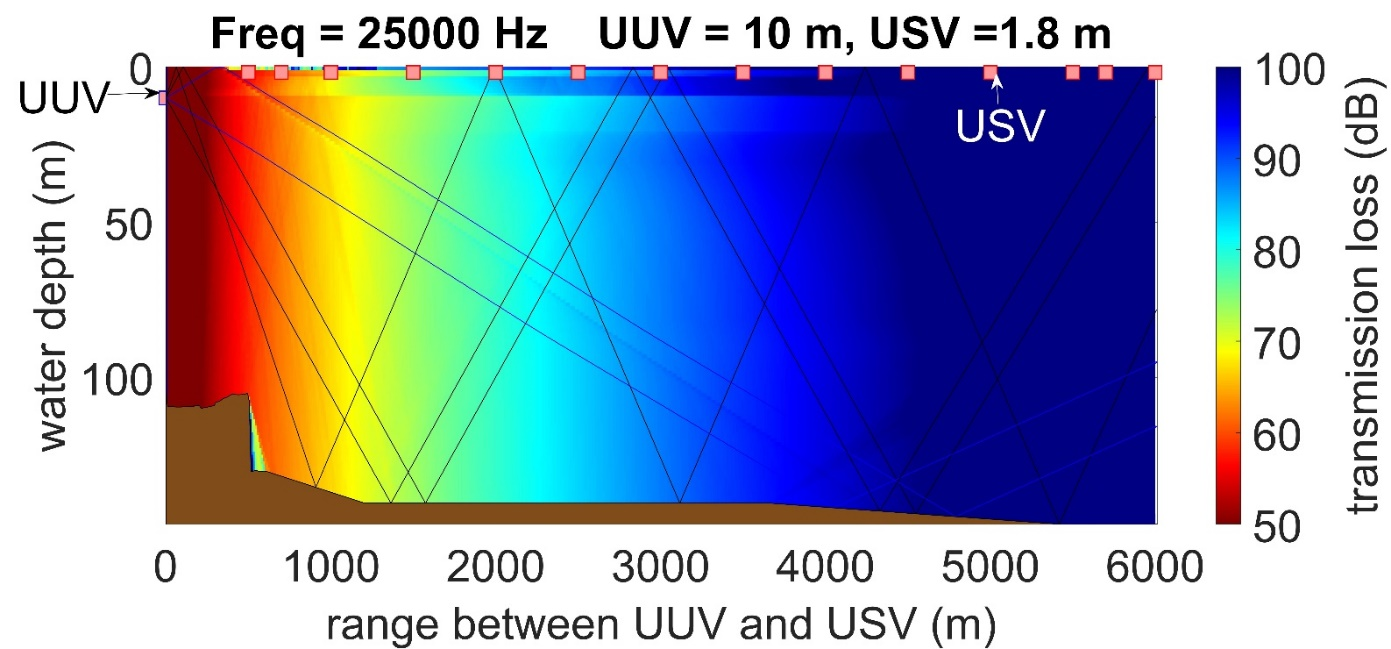 Freq = 25000 Hz UUV = 10 m, USV =1.8 m
UUV
USV
water depth (m)
0
50
100
0 1000 2000 3000 4000 5000 6000
range between UUV and USV (m)
100
90
80
70
60
50
transmission loss (dB)